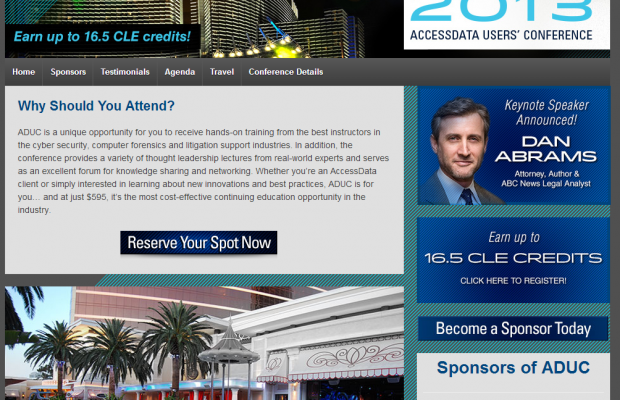 2013
Earn up to 16.5 CLE credits!
ACCESSDATA USERS' CONFERENCE
Home Sponsors Testimonials Agenda Travel Conference Details
Why Should You Attend?
ADUC is a unique opportunity for you to receive hands-on training from the best instructors in
the cyber security, computer forensics and litigation support industries. In addition, the
conference provides a variety of thought leadership lectures from real-world experts and serves
as an excellent forum for knowledge sharing and networking. Whether you're an AccessData
client or simply interested in learning about new innovations and best practices, ADUC is for
you… and at just $595, it's the most cost-effective continuing education opportunity in the
industry.
Reserve Your Spot Now
Keynote Speaker
Announced!
DAN
ABRAMS
Attorney, Author &
ABC News Legal Analyst
Earn up to
16.5 CLE CREDITS
CLICK HERE TO REGISTER!
Become a Sponsor Today
Sponsors of ADUC